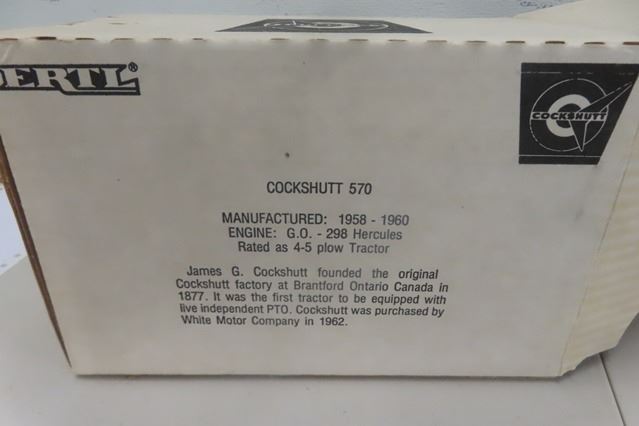 ERTL®
COCKSHUTT
COCKSHUTT 570
MANUFACTURED: 1958 - 1960
ENGINE: G.O. - 298 Hercules
Rated as 4-5 plow Tractor
James G. Cockshutt founded the original
Cockshutt factory at Brantford Ontario Canada in
1877. It was the first tractor to be equipped with
live independent PTO. Cockshutt was purchased by
White Motor Company in 1962.